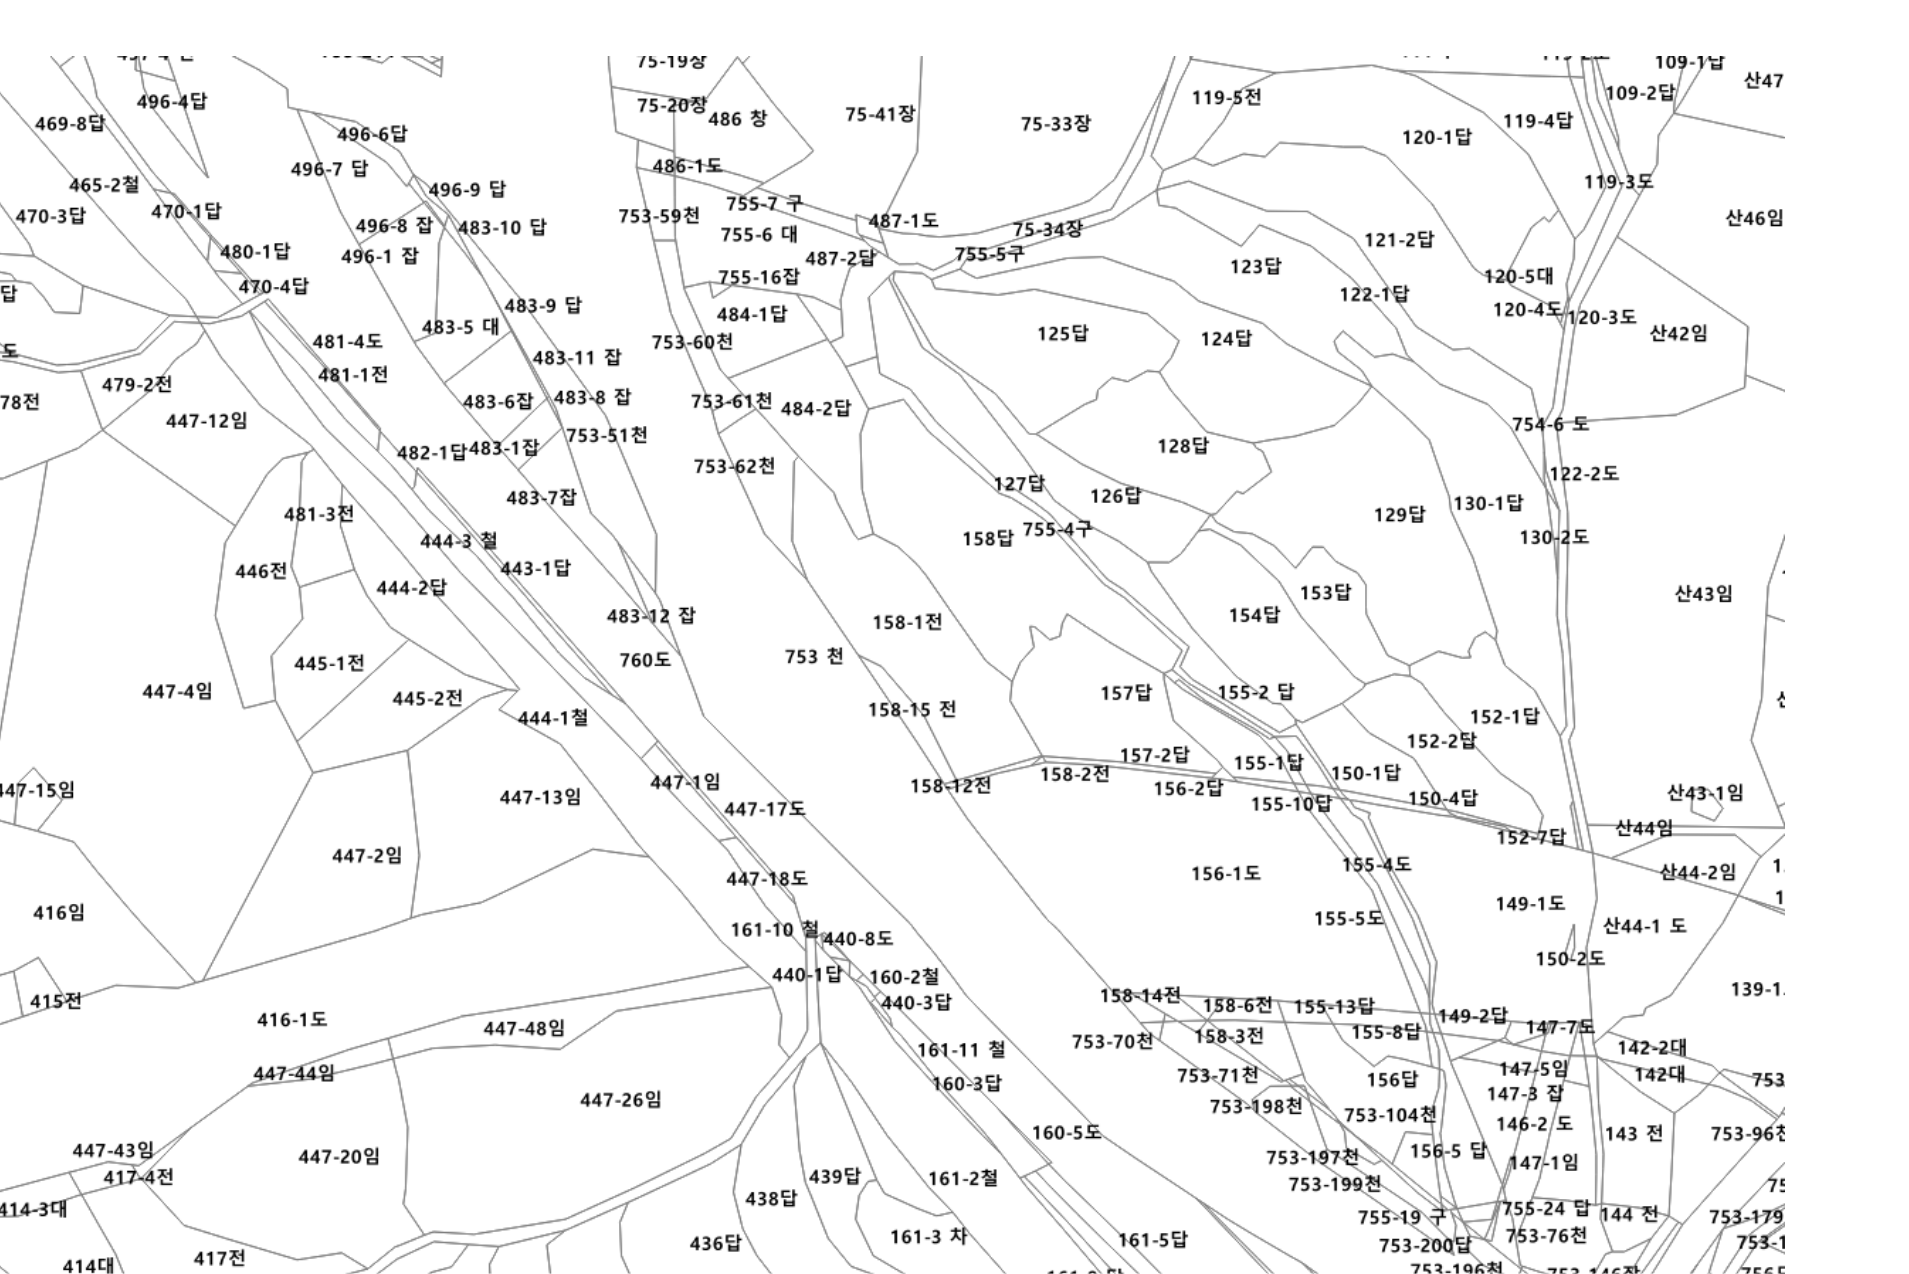 75-19장
109-1답
산47
496-4답
75-20장
486 창
75-41장
75-33장
119-5전
109-2답
469-8답
496-6답
120-1답
119-4답
496-7 답
486-1도
465-2철
496-9 답
119-3도
470-3답
470-1답
753-59천
755-7 구
487-1도
산46임
496-8 잡
483-10 답
755-6 대
75-34장
121-2답
480-1답
496-1 잡
487-2답
755-5구
123답
755-16잡
120-5대
470-4답
122-1답
답
483-9 답
484-1답
120-4도
120-3도
483-5 대
125답
124답
산42임
481-4도
753-60천
도
483-11 잡
481-1전
479-2전
78전
483-6잡
483-8 잡
753-61천
484-2답
447-12임
754-6 도
482-1답
483-1잡
753-51천
128답
753-62천
122-2도
127답
126답
483-7잡
130-1답
481-3전
129답
755-4구
444-3 철
158답
130-2도
446전
443-1답
444-2답
153답
산43임
483-12 잡
154답
158-1전
445-1전
760도
753 천
447-4임
445-2전
157답
155-2 답
158-15 전
444-1철
152-1답
152-2답
157-2답
155-1답
150-1답
158-2전
447-1임
158-12전
156-2답
447-15임
447-13임
산43-1임
150-4답
155-10답
447-17도
산44임
152-7답
447-2임
155-4도
156-1도
산44-2임
447-18도
149-1도
416임
155-5도
산44-1 도
161-10 철
440-8도
150-2도
440-1답
160-2철
139-1
158-14전
415전
440-3답
158-6전
155-13답
149-2답
416-1도
447-48임
147-7도
155-8답
158-3전
753-70천
161-11 철
142-2대
147-5임
447-44임
753-71천
142대
156답
753
160-3답
147-3 잡
447-26임
753-198천
753-104천
146-2 도
160-5도
143 전
753-96천
447-43임
156-5 답
447-20임
753-197천
147-1임
417-4전
439답
161-2철
753-199천
438답
414-3대
755-24 답
144 전
755-19 구
753-179
161-3 차
753-76천
161-5답
436답
753-200답
753-1
417전
414대
753-196천